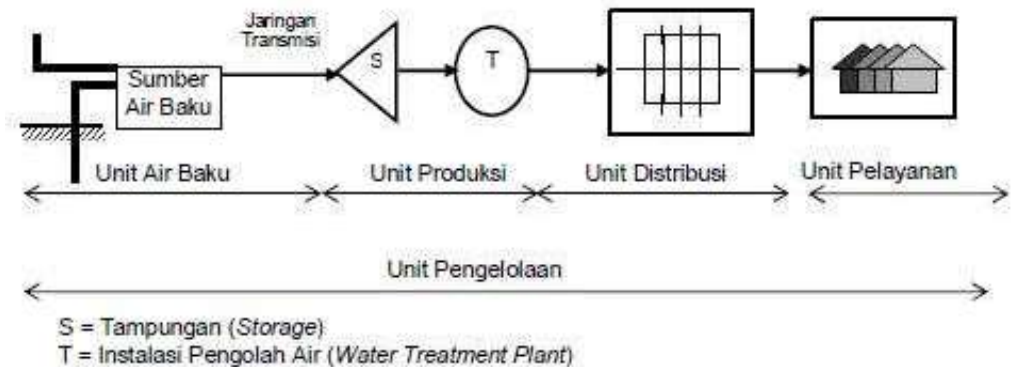 Jaringan
Transmisi
S
T
Sumber
Air Baku
Unit Air Baku
Unit Produksi
Unit Distribusi
Unit Pelayanan
Unit Pengelolaan
S = Tampungan (Storage)
T = Instalasi Pengolah Air (Water Treatment Plant)